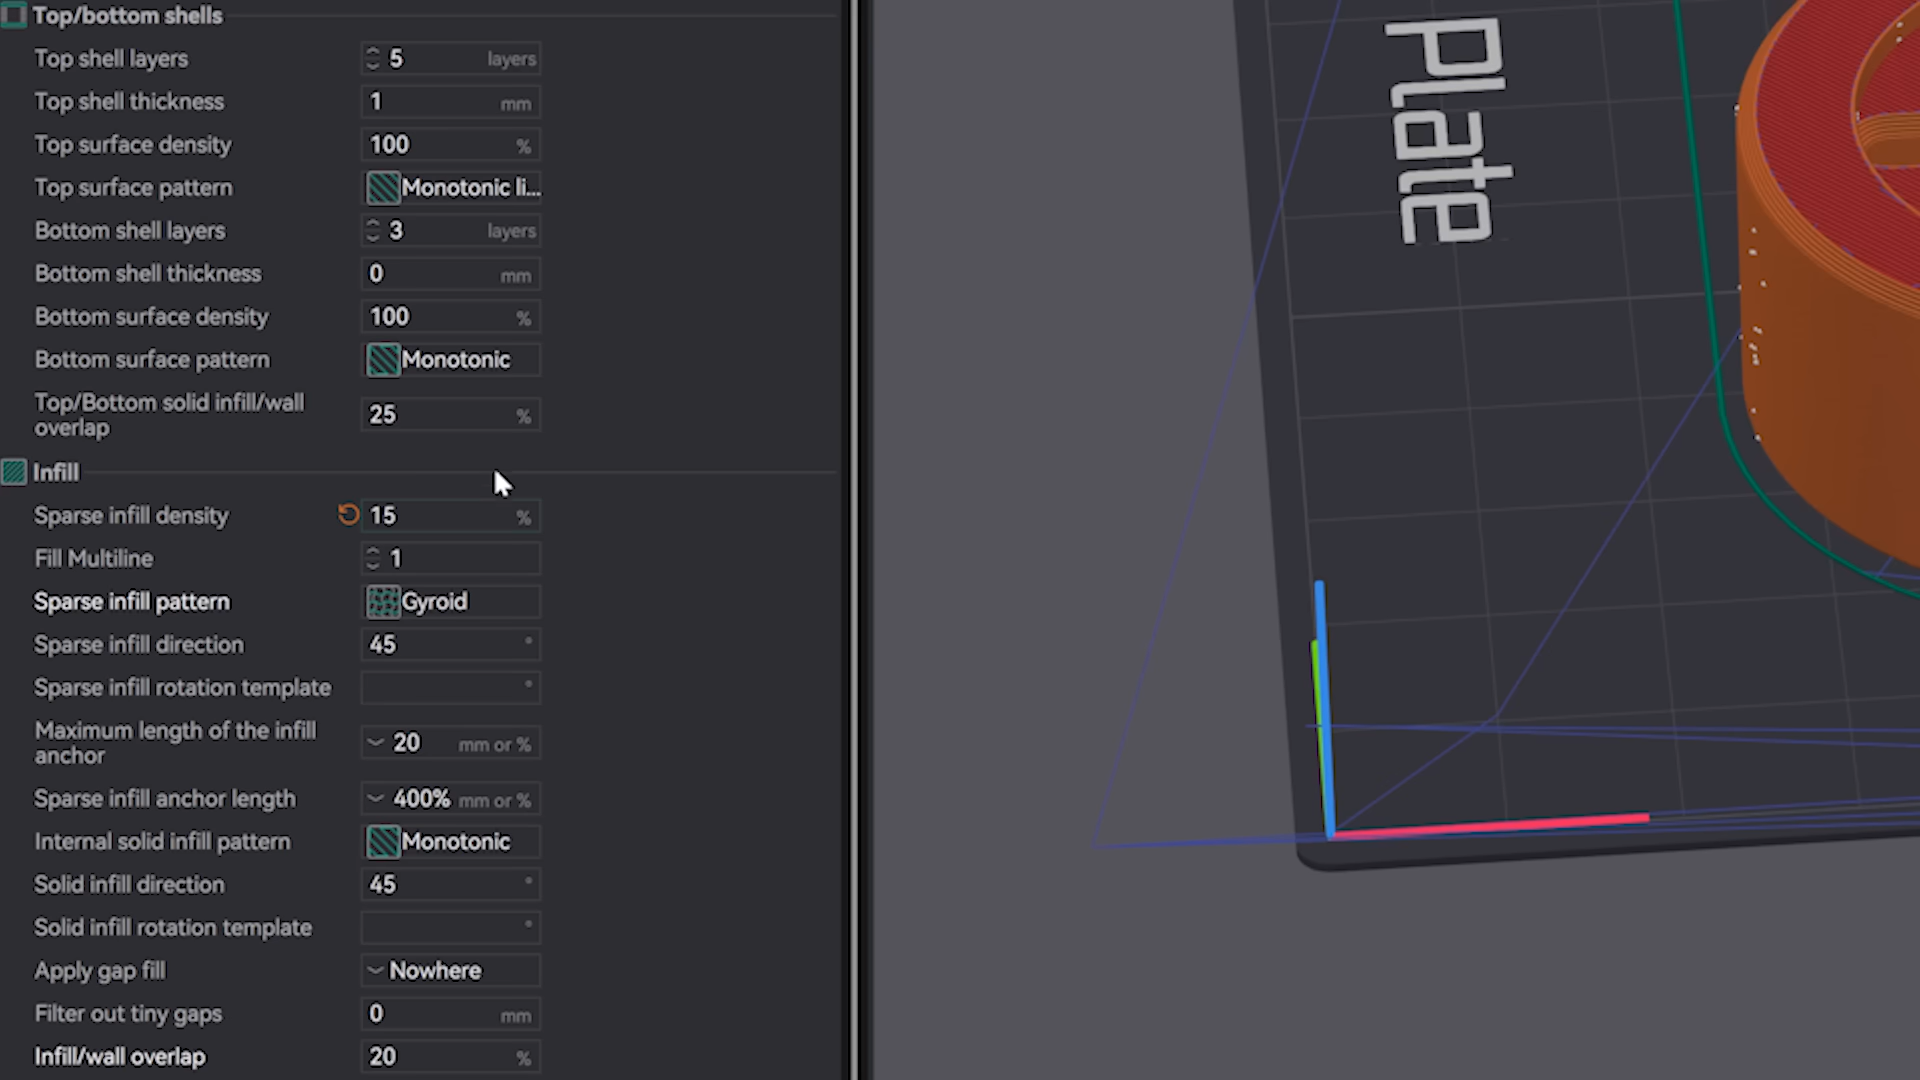 Top/bottom shells
Top shell layers 5 layers
Top shell thickness 1 mm
Top surface density 100 %
Top surface pattern Monotonic li...
Bottom shell layers 3 layers
Bottom shell thickness 0 mm
Bottom surface density 100 %
Bottom surface pattern Monotonic
Top/Bottom solid infill/wall
overlap 25 %
Infill
Sparse infill density 15 %
Fill Multiline 1
Sparse infill pattern Gyroid
Sparse infill direction 45 °
Sparse infill rotation template °
Maximum length of the infill
anchor 20 mm or %
Sparse infill anchor length 400% mm or %
Internal solid infill pattern Monotonic
Solid infill direction 45 °
Solid infill rotation template °
Apply gap fill Nowhere
Filter out tiny gaps 0 mm
Infill/wall overlap 20 %
Plate